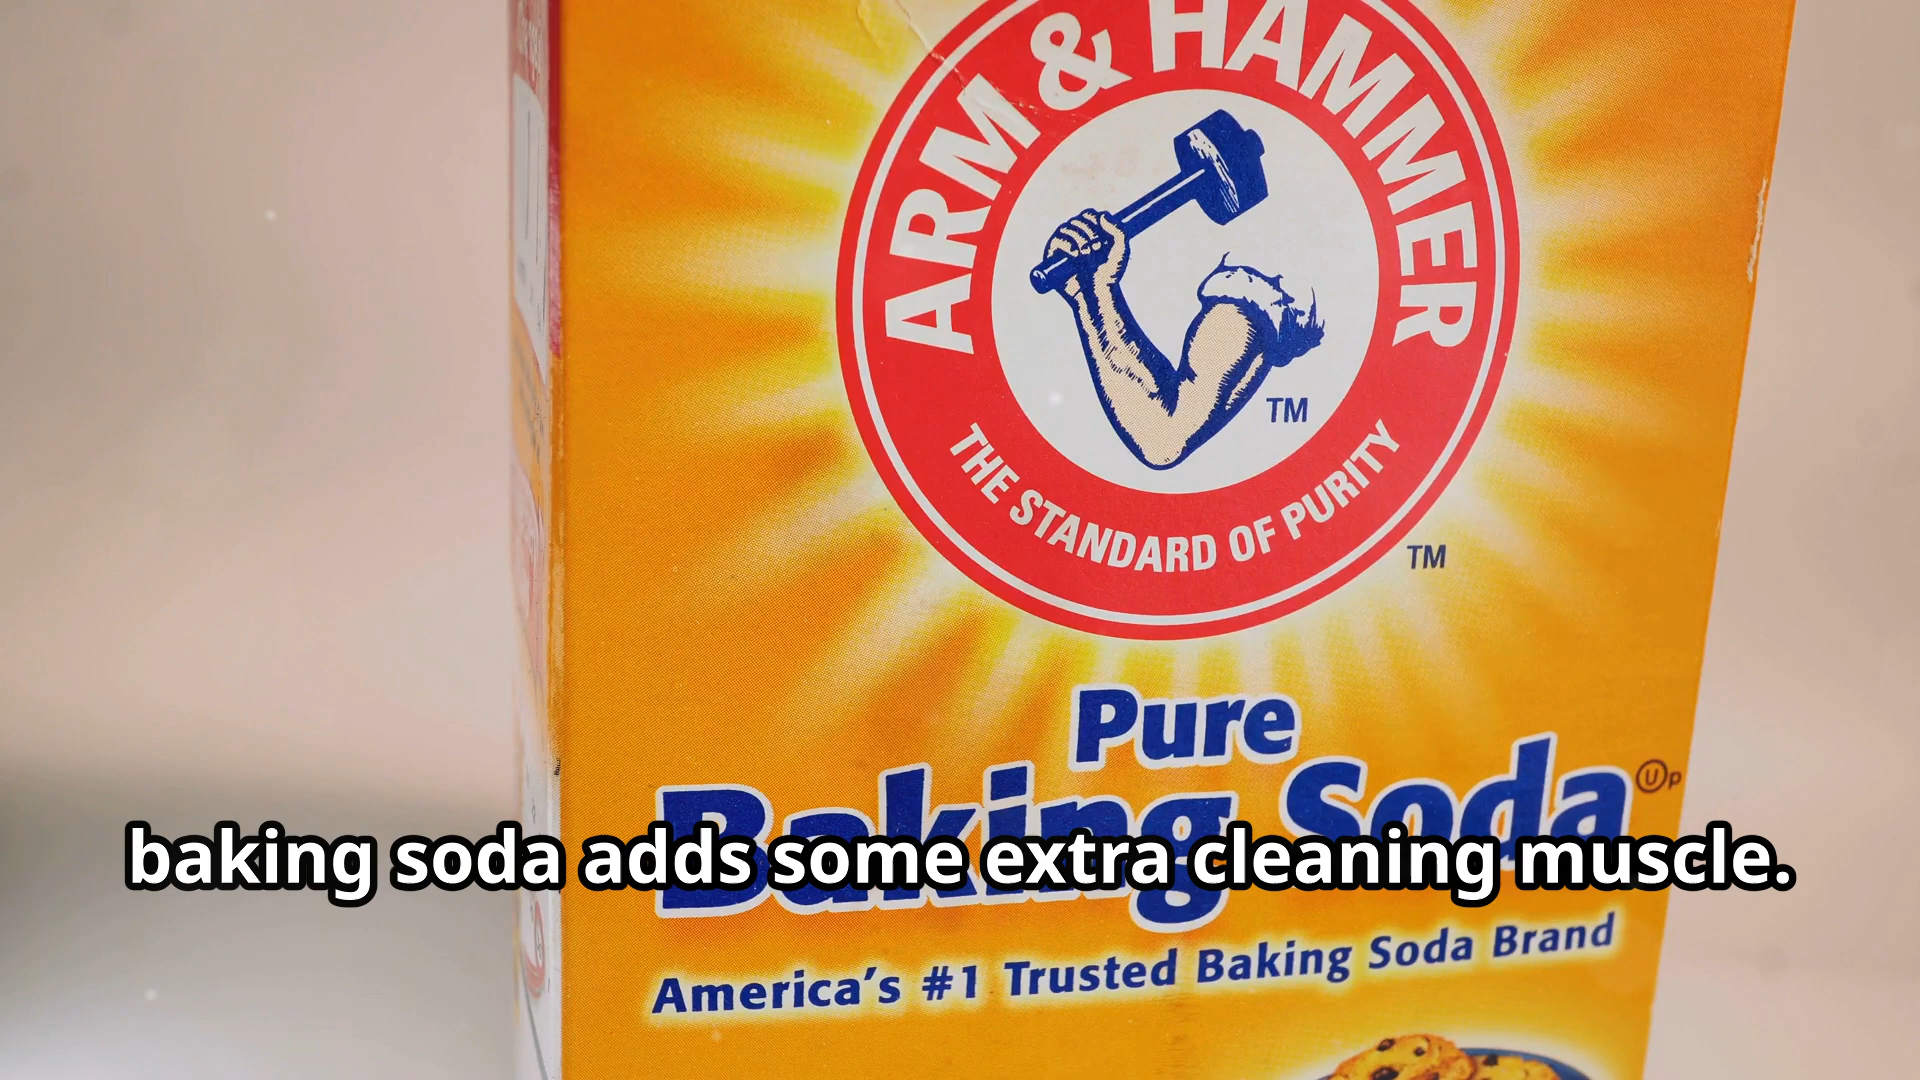 ARM & HAMMER
TM
THE STANDARD OF PURITY
TM
Pure
Baking Soda
Up
baking soda adds some extra cleaning muscle.
America's #1 Trusted Baking Soda Brand